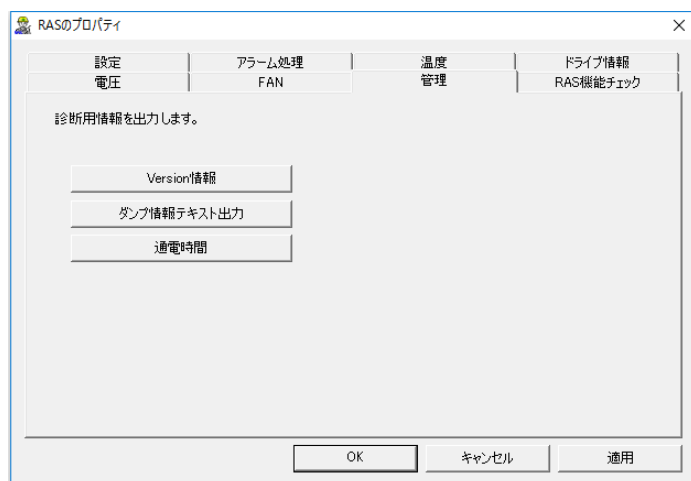 RASのプロパティ
設定 アラーム処理 温度 ドライブ情報
電圧 FAN 管理 RAS機能チェック
診断用情報を出力します。
Version情報
ダンプ情報テキスト出力
通電時間
OK キャンセル 適用